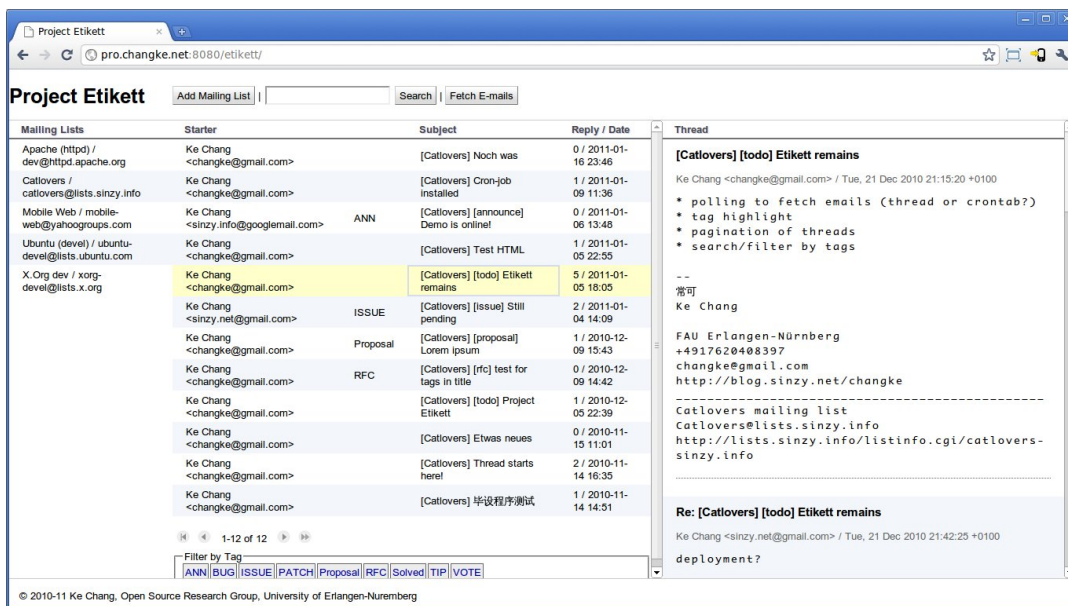 Project Etikett
pro.changke.net:8080/etikett/
Project Etikett
Add Mailing List | Search | Fetch E-mails
Mailing Lists
Apache (httpd) /
dev@httpd.apache.org
Catlovers /
catlovers@lists.sinzy.info
Mobile Web / mobile-
web@yahoogroups.com
Ubuntu (devel) / ubuntu-
devel@lists.ubuntu.com
X.Org dev / xorg-
devel@lists.x.org
Starter Subject Reply / Date
Ke Chang [Catlovers] Noch was 0 / 2011-01-
<changke@gmail.com> 16 23:46
Ke Chang [Catlovers] Cron-job 1 / 2011-01-
<changke@gmail.com> installed 09 11:36
Ke Chang ANN [Catlovers] [announce] 0 / 2011-01-
<sinzy.info@googlemail.com> Demo is online! 06 13:48
Ke Chang [Catlovers] Test HTML 1 / 2011-01-
<changke@gmail.com> 05 22:55
Ke Chang [Catlovers] [todo] Etikett 5 / 2011-01-
<changke@gmail.com> remains 05 18:05
Ke Chang ISSUE [Catlovers] [issue] Still 2 / 2011-01-
<sinzy.net@gmail.com> pending 04 14:09
Ke Chang Proposal [Catlovers] [proposal] 1 / 2010-12-
<changke@gmail.com> Lorem ipsum 09 15:43
Ke Chang RFC [Catlovers] [rfc] test for 0 / 2010-12-
<changke@gmail.com> tags in title 09 14:42
Ke Chang [Catlovers] [todo] Project 1 / 2010-12-
<changke@gmail.com> Etikett 05 22:39
Ke Chang [Catlovers] Etwas neues 0 / 2010-11-
<changke@gmail.com> 15 11:01
Ke Chang [Catlovers] Thread starts 2 / 2010-11-
<changke@gmail.com> here! 14 16:35
Ke Chang [Catlovers] 毕设程序测试 1 / 2010-11-
<changke@gmail.com> 14 14:51
1-12 of 12
Filter by Tag
ANN BUG ISSUE PATCH Proposal RFC Solved TIP VOTE
Thread
[Catlovers] [todo] Etikett remains
Ke Chang <changke@gmail.com> / Tue, 21 Dec 2010 21:15:20 +0100
* polling to fetch emails (thread or crontab?)
* tag highlight
* pagination of threads
* search/filter by tags
--
常可
Ke Chang
FAU Erlangen-Nürnberg
+4917620408397
changke@gmail.com
http://blog.sinzy.net/changke
_______________________________________________
Catlovers mailing list
Catlovers@lists.sinzy.info
http://lists.sinzy.info/listinfo.cgi/catlovers-
sinzy.info
Re: [Catlovers] [todo] Etikett remains
Ke Chang <sinzy.net@gmail.com> / Tue, 21 Dec 2010 21:42:25 +0100
deployment?
© 2010-11 Ke Chang, Open Source Research Group, University of Erlangen-Nuremberg